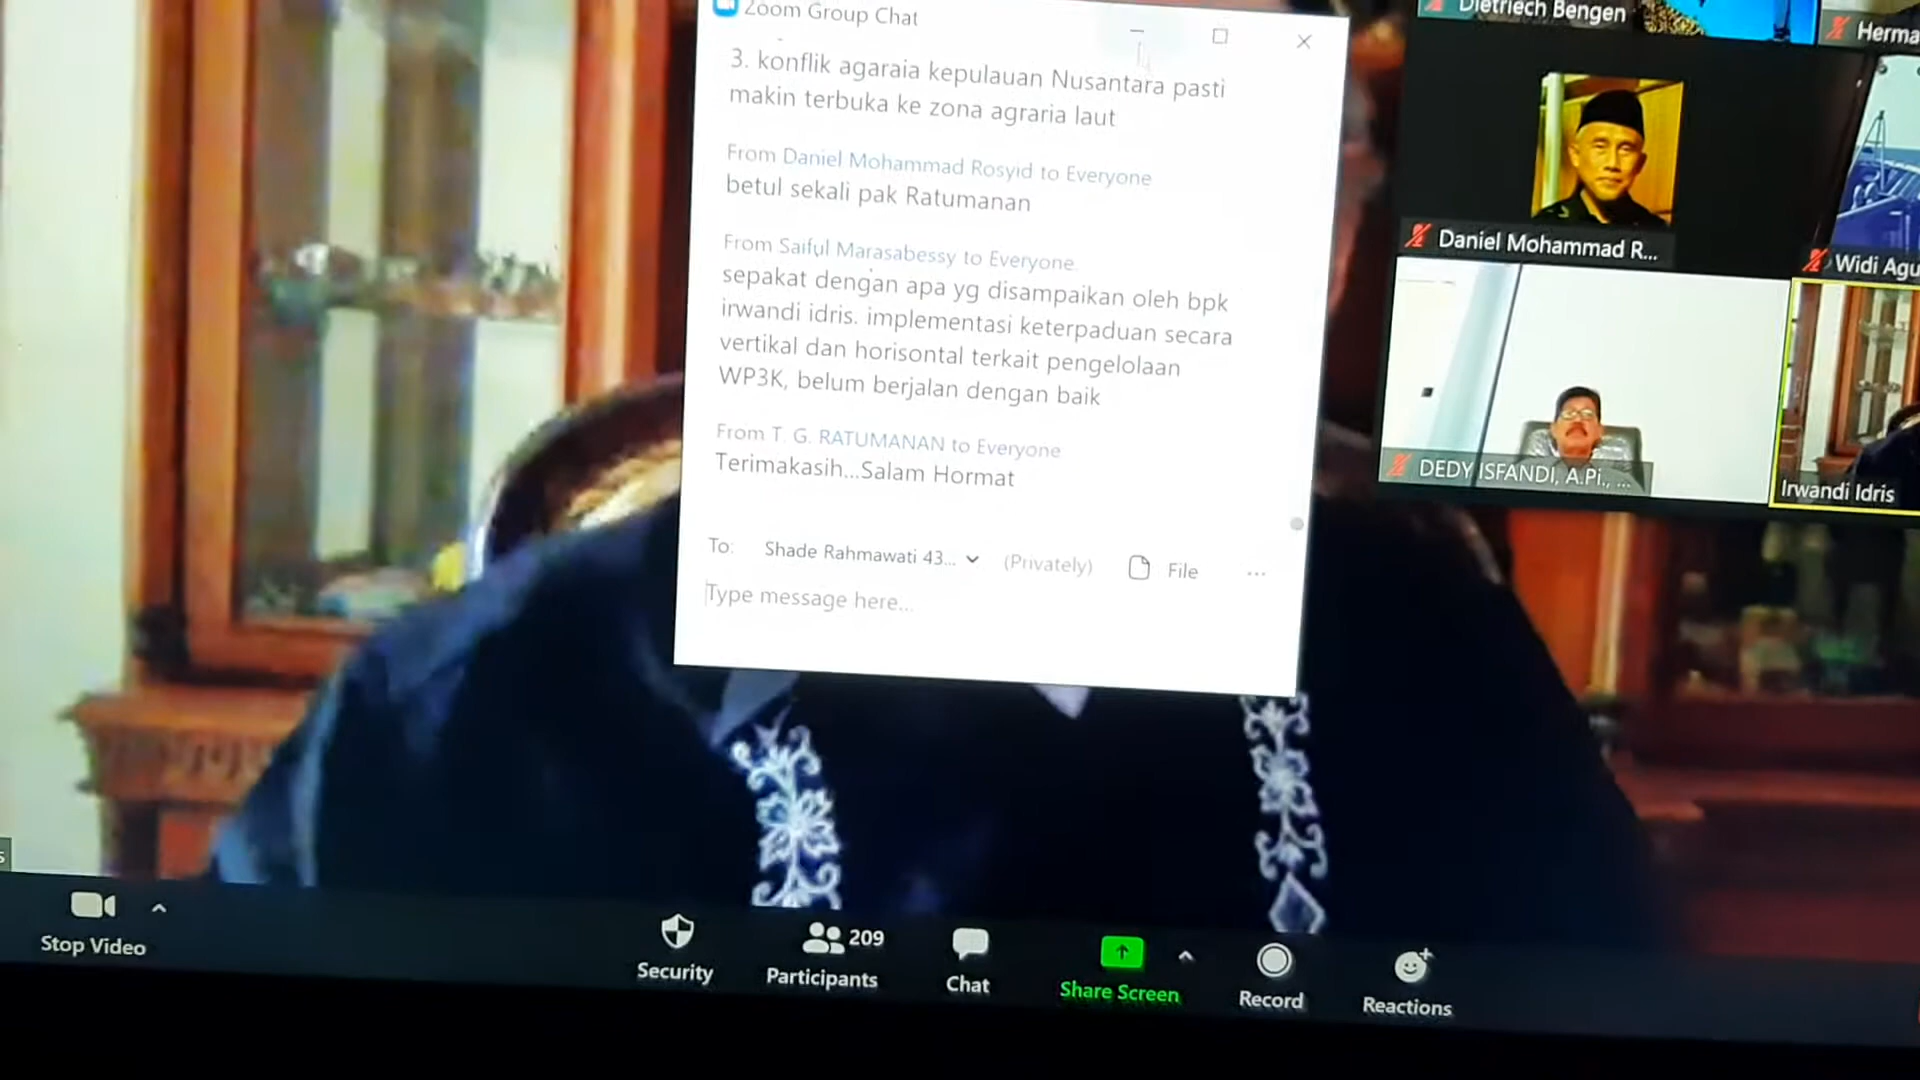 Zoom Group Chat
3. konflik agaraia kepulauan Nusantara pasti
makin terbuka ke zona agraria laut
From Daniel Mohammad Rosyid to Everyone
betul sekali pak Ratumanan
From Saiful Marasabessy to Everyone
sepakat dengan apa yg disampaikan oleh bpk
irwandi idris. implementasi keterpaduan secara
vertikal dan horisontal terkait pengelolaan
WP3K, belum berjalan dengan baik
From T. G. RATUMANAN to Everyone
Terimakasih...Salam Hormat
To: Shade Rahmawati 43... (Privately) File ...
Type message here...
Dietriech Bengen
Herma
Daniel Mohammad R...
Widi Agu
DEDY ISFANDI, A.Pi., ...
Irwandi Idris
s
Stop Video
Security
209
Participants
Chat
Share Screen
Record
Reactions